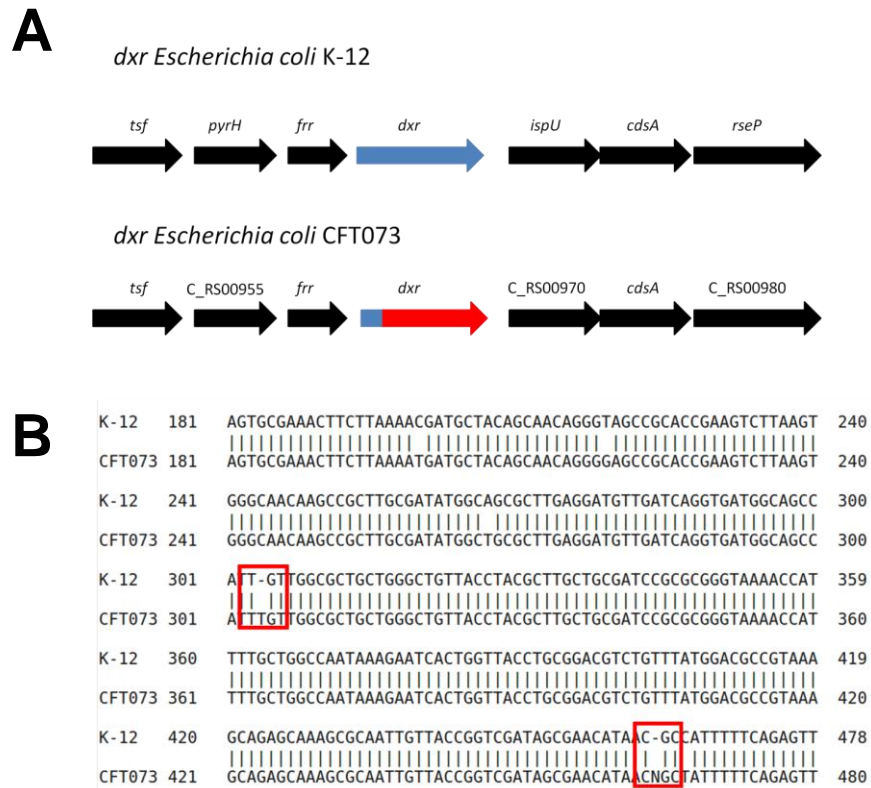 A
dxr Escherichia coli K-12
tsf pyrH frr dxr ispU cdsA rseP
dxr Escherichia coli CFT073
tsf C_RS00955 frr dxr C_RS00970 cdsA C_RS00980
B
K-12 181 AGTGCGAAACTTCTTAAAACGATGCTACAGCAACAGGGTAGCCGCACCGAAGTCTTAAGT 240
CFT073 181 AGTGCGAAACTTCTTAAAATGATGCTACAGCAACAGGGGAGCCGCACCGAAGTCTTAAGT 240
K-12 241 GGGCAACAAGCCGCTTGCGATATGGCAGCGCTTGAGGATGTTGATCAGGTGATGGCAGCC 300
CFT073 241 GGGCAACAAGCCGCTTGCGATATGGCTGCGCTTGAGGATGTTGATCAGGTGATGGCAGCC 300
K-12 301 ATT-GTTGGCGCTGCTGGGCTGTTACCTACGCTTGCTGCGATCCGCGCGGGTAAAACCAT 359
CFT073 301 ATTTGTTGGCGCTGCTGGGCTGTTACCTACGCTTGCTGCGATCCGCGCGGGTAAAACCAT 360
K-12 360 TTTGCTGGCCAATAAAGAATCACTGGTTACCTGCGGACGTCTGTTTATGGACGCCGTAAA 419
CFT073 361 TTTGCTGGCCAATAAAGAATCACTGGTTACCTGCGGACGTCTGTTTATGGACGCCGTAAA 420
K-12 420 GCAGAGCAAAGCGCAATTGTTACCGGTCGATAGCGAACATAAC-GCCATTTTTCAGAGTT 478
CFT073 421 GCAGAGCAAAGCGCAATTGTTACCGGTCGATAGCGAACATAACNGCTATTTTTCAGAGTT 480